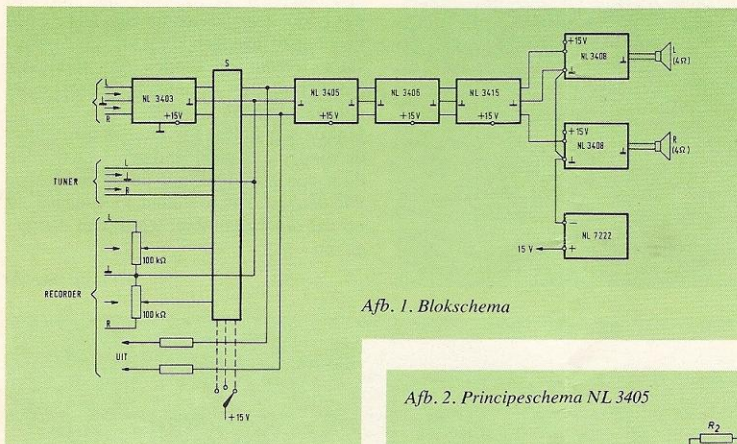 S
L
⊥
R
NL 3403
⊥
+15V
⊥
NL 3405
⊥
+15V
NL 3406
⊥
+15V
NL 3415
⊥
+15V
+15V
NL 3408
⊥
⊥
L
(4Ω)
+15V
NL 3408
⊥
⊥
R
(4Ω)
−
NL 7222
15 V
+
TUNER
L
⊥
R
RECORDER
L
100 kΩ
⊥
100 kΩ
R
UIT
+15 V
Afb. 1. Blokschema
Afb. 2. Principeschema NL 3405
R2